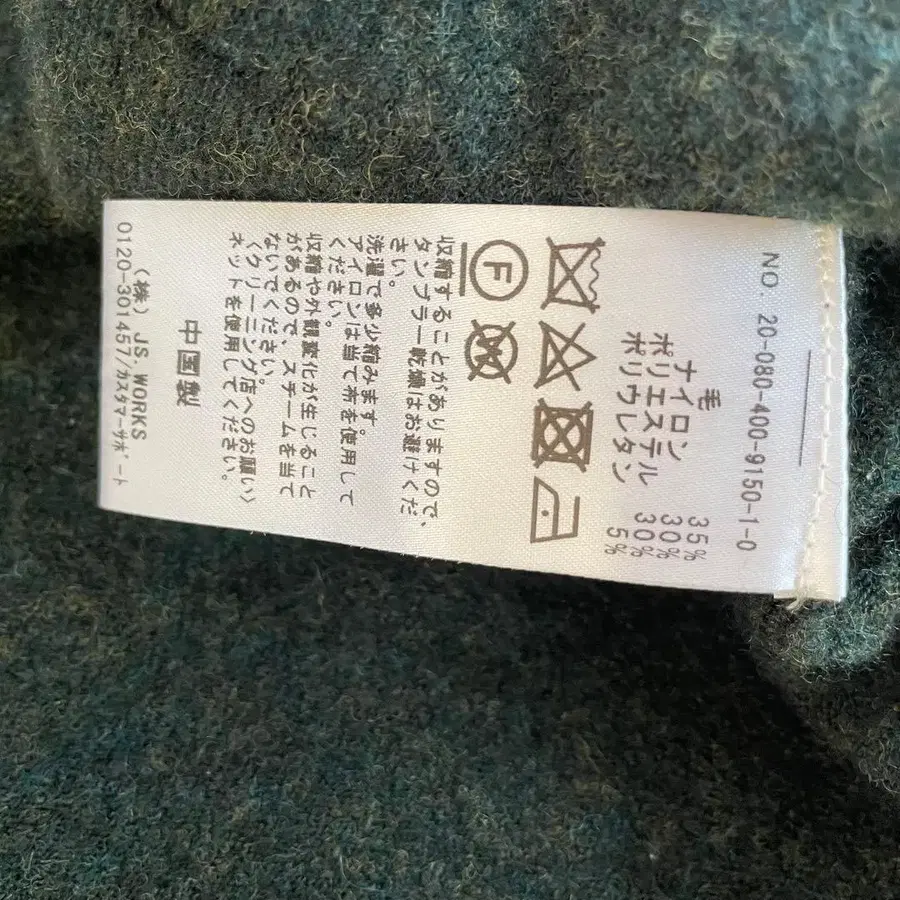 NO. 20-080-400-9150-1-0
毛 35%
ナイロン 30%
ポリエステル 30%
ポリウレタン 5%
F
W
収縮することがありますので、
タンブラー乾燥はお避けくだ
さい。
洗濯で多少縮みます。
アイロンは当て布を使用して
ください。
収縮や外観変化が生じること
があるので、スチームを当て
ないでください。
〈クリーニング店へのお願い〉
ネットを使用してください。
中国製
(株) JS. WORKS
0120-301457/カスタマーサポート